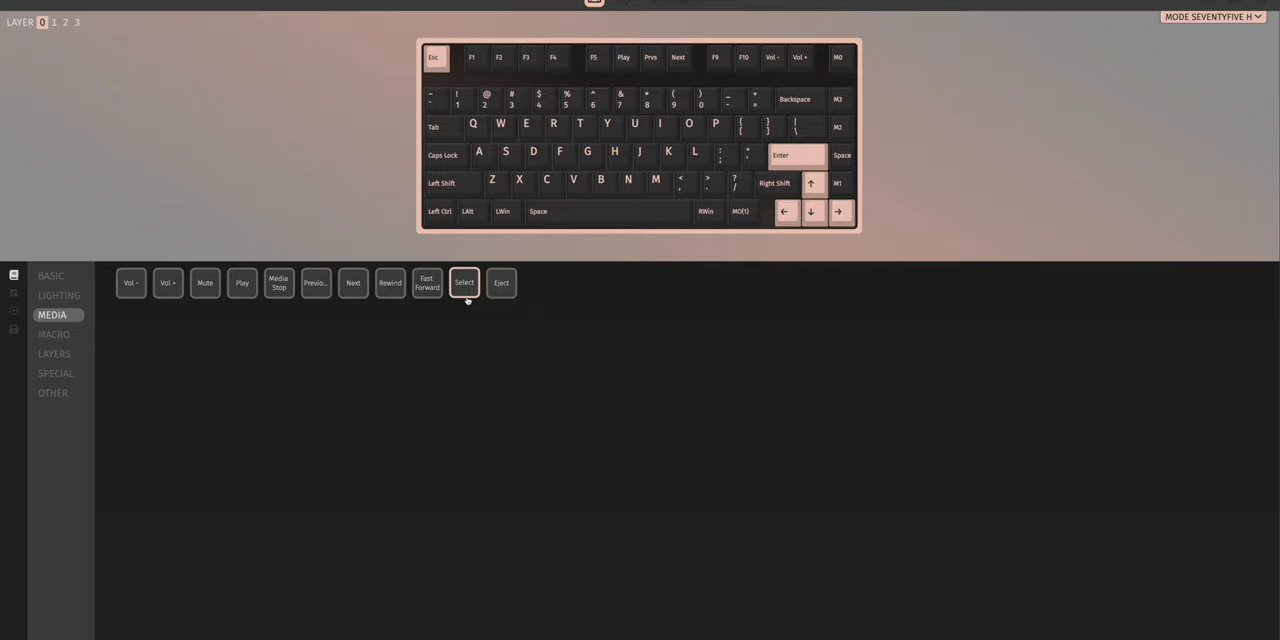 LAYER 0 1 2 3
MODE SEVENTYFIVE H
Esc F1 F2 F3 F4 F5 Play Prvs Next F9 F10 Vol - Vol + M0
~ ! @ # $ % ^ & * ( ) _ +
` 1 2 3 4 5 6 7 8 9 0 - = Backspace M3
Tab Q W E R T Y U I O P { } | M2
[ ] \
Caps Lock A S D F G H J K L : " Enter Space
; '
Left Shift Z X C V B N M < > ? Right Shift ↑ M1
, . /
Left Ctrl LAlt LWin Space RWin MO(1) ← ↓ →
BASIC
LIGHTING
MEDIA
MACRO
LAYERS
SPECIAL
OTHER
Vol - Vol + Mute Play Media Stop Previo... Next Rewind Fast Forward Select Eject